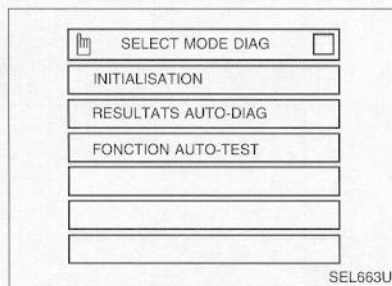 SELECT MODE DIAG
INITIALISATION
RESULTATS AUTO-DIAG
FONCTION AUTO-TEST
SEL663U